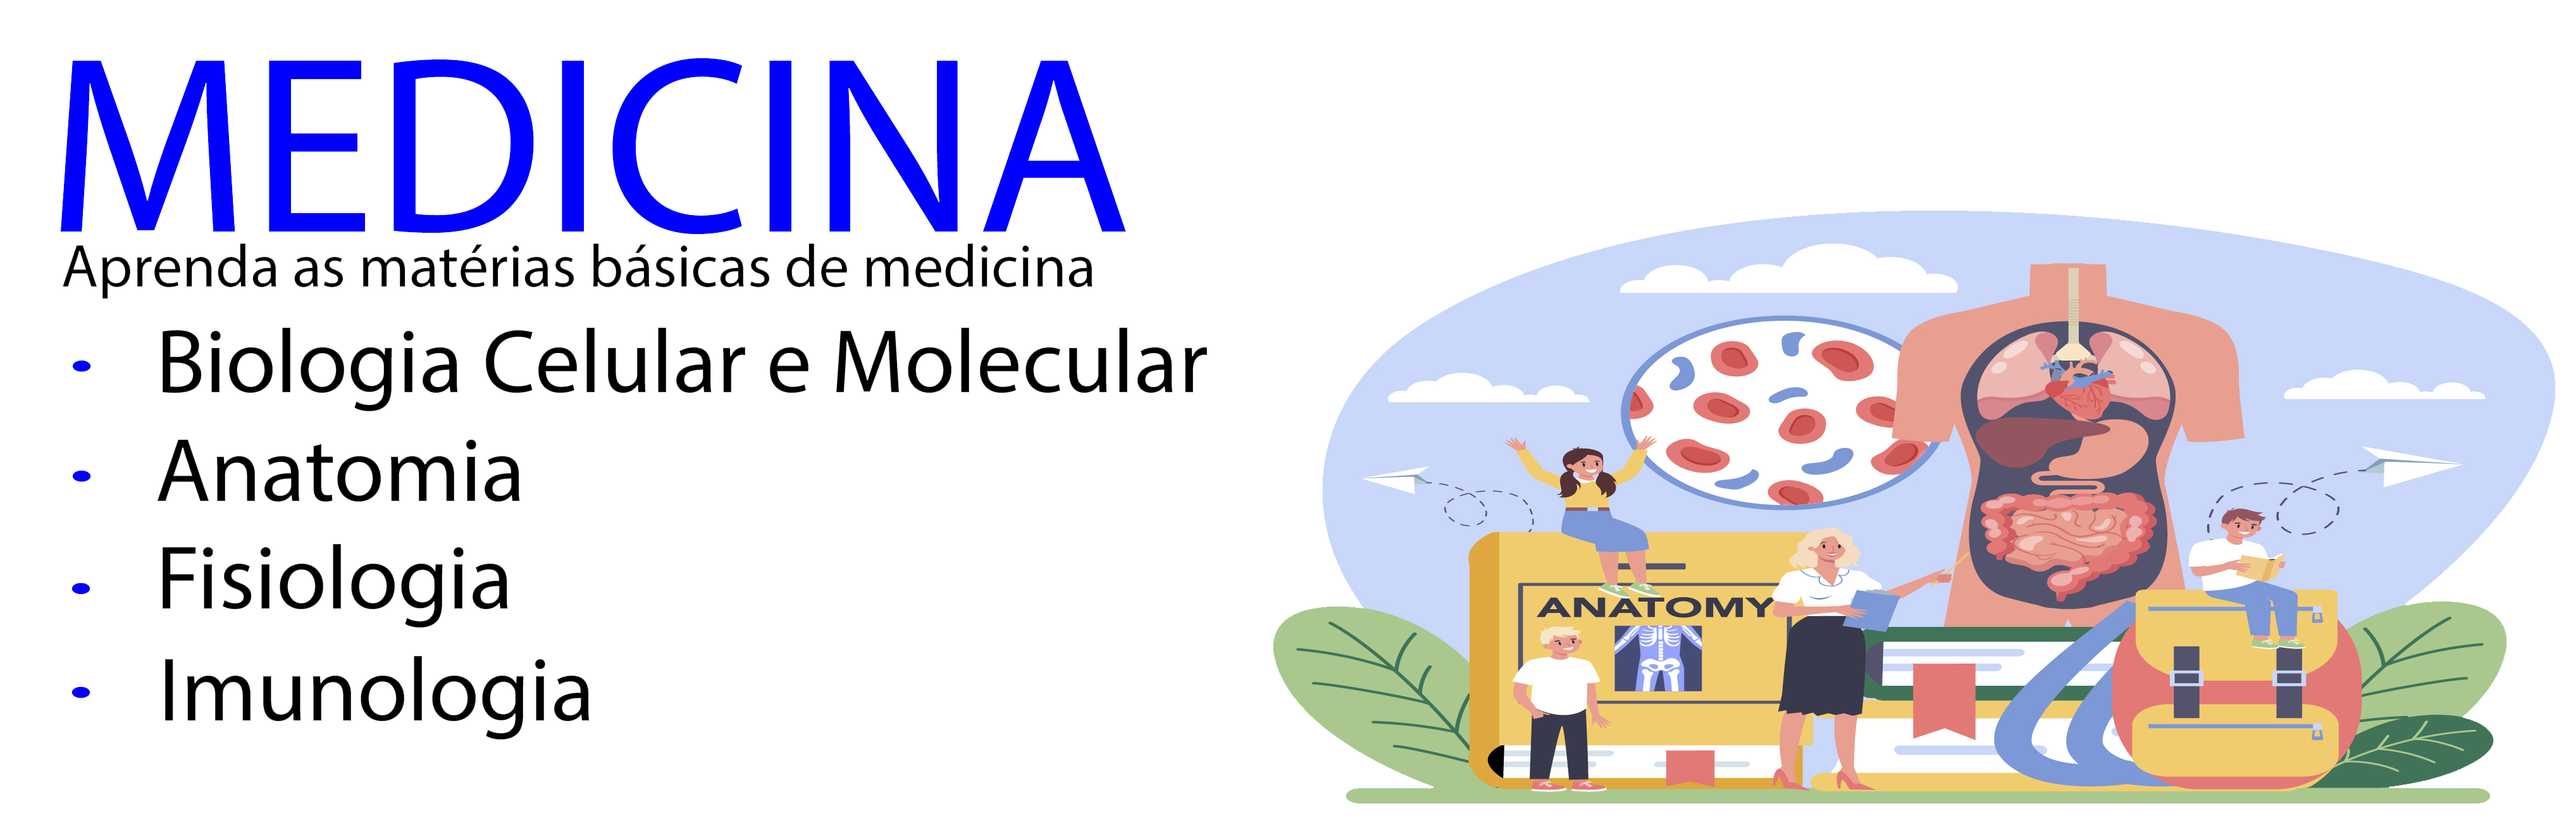 MEDICINA
Aprenda as matérias básicas de medicina
- Biologia Celular e Molecular
- Anatomia
- Fisiologia
- Imunologia
ANATOMY